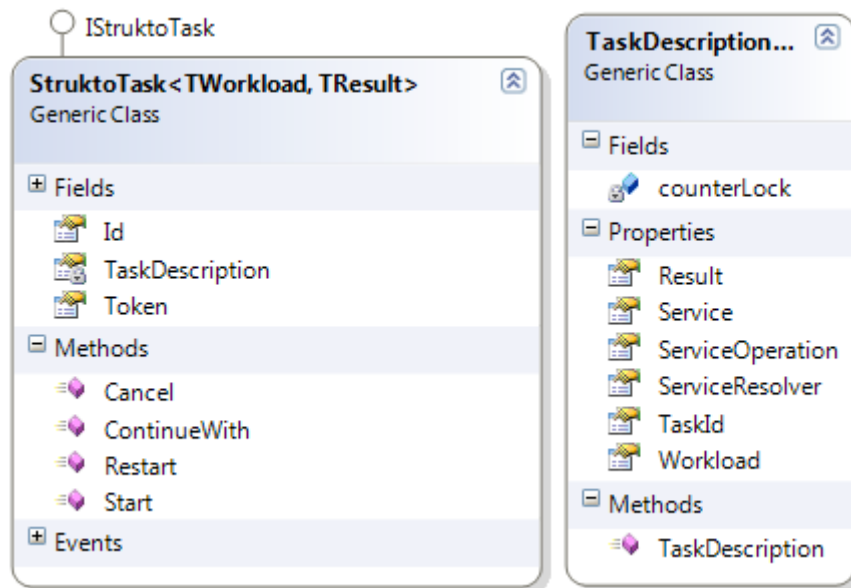 IStruktoTask
StruktoTask<TWorkload, TResult>
Generic Class
Fields
Id
TaskDescription
Token
Methods
Cancel
ContinueWith
Restart
Start
Events
TaskDescription...
Generic Class
Fields
counterLock
Properties
Result
Service
ServiceOperation
ServiceResolver
TaskId
Workload
Methods
TaskDescription